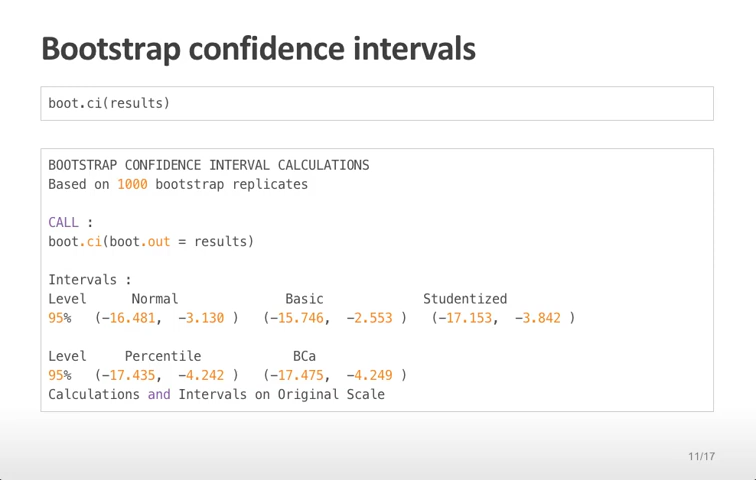 Bootstrap confidence intervals
boot.ci(results)
BOOTSTRAP CONFIDENCE INTERVAL CALCULATIONS
Based on 1000 bootstrap replicates
CALL :
boot.ci(boot.out = results)
Intervals :
Level      Normal              Basic             Studentized
95%   (-16.481,  -3.130 )   (-15.746,  -2.553 )   (-17.153,  -3.842 )
Level     Percentile            BCa
95%   (-17.435,  -4.242 )   (-17.475,  -4.249 )
Calculations and Intervals on Original Scale
11/17